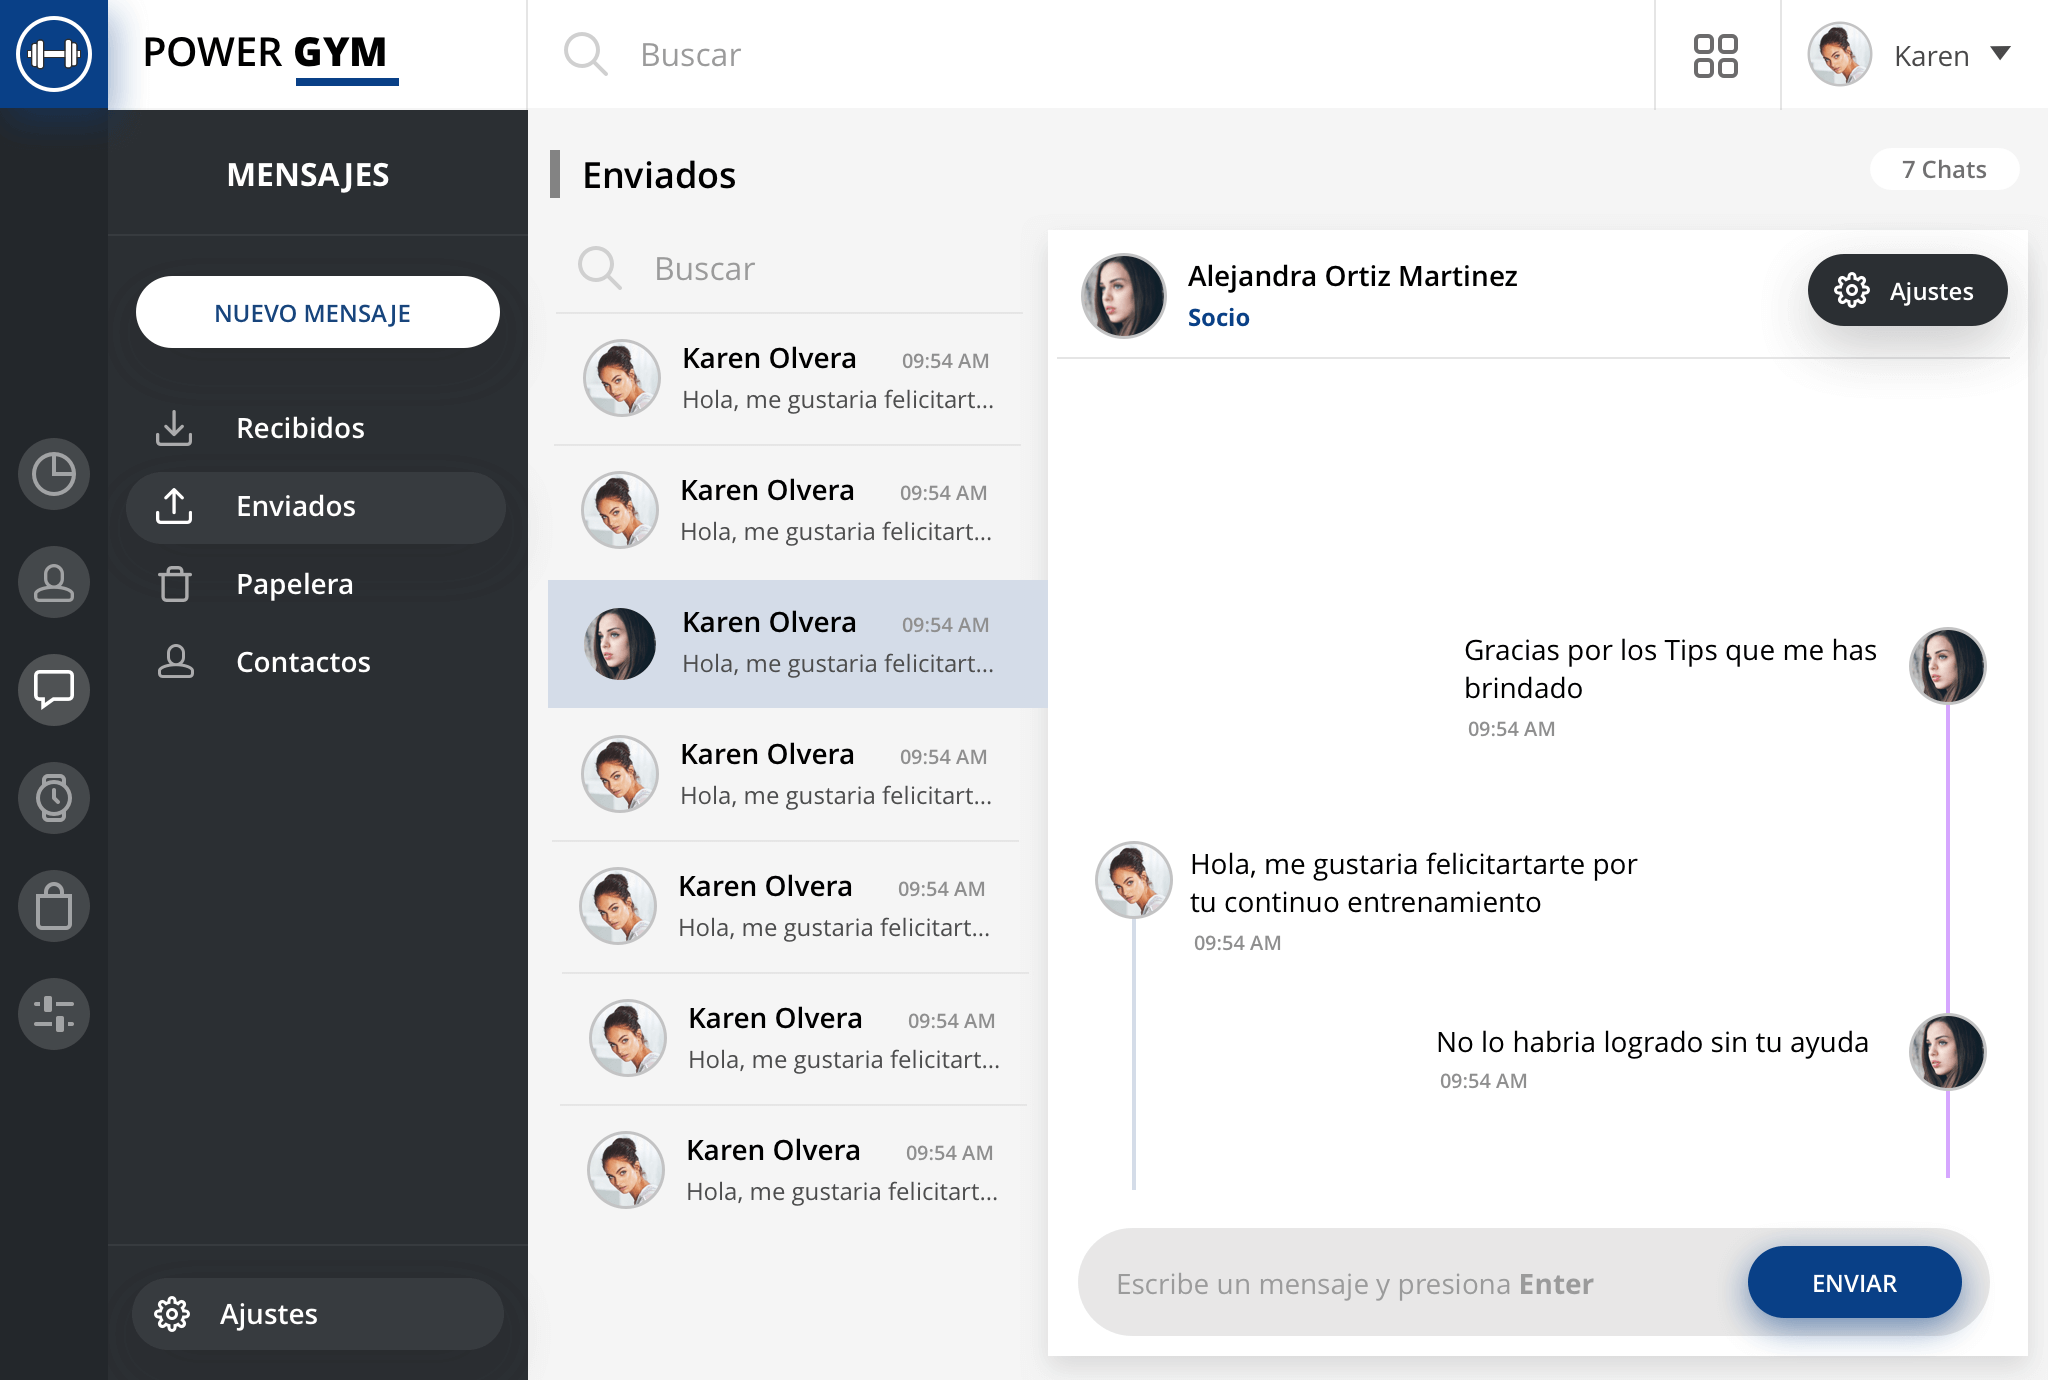 POWER GYM
Buscar
Karen
MENSAJES
NUEVO MENSAJE
Recibidos
Enviados
Papelera
Contactos
Ajustes
Enviados
7 Chats
Buscar
Karen Olvera 09:54 AM
Hola, me gustaria felicitart...
Karen Olvera 09:54 AM
Hola, me gustaria felicitart...
Karen Olvera 09:54 AM
Hola, me gustaria felicitart...
Karen Olvera 09:54 AM
Hola, me gustaria felicitart...
Karen Olvera 09:54 AM
Hola, me gustaria felicitart...
Karen Olvera 09:54 AM
Hola, me gustaria felicitart...
Karen Olvera 09:54 AM
Hola, me gustaria felicitart...
Alejandra Ortiz Martinez
Socio
Ajustes
Gracias por los Tips que me has
brindado
09:54 AM
Hola, me gustaria felicitartarte por
tu continuo entrenamiento
09:54 AM
No lo habria logrado sin tu ayuda
09:54 AM
Escribe un mensaje y presiona Enter
ENVIAR